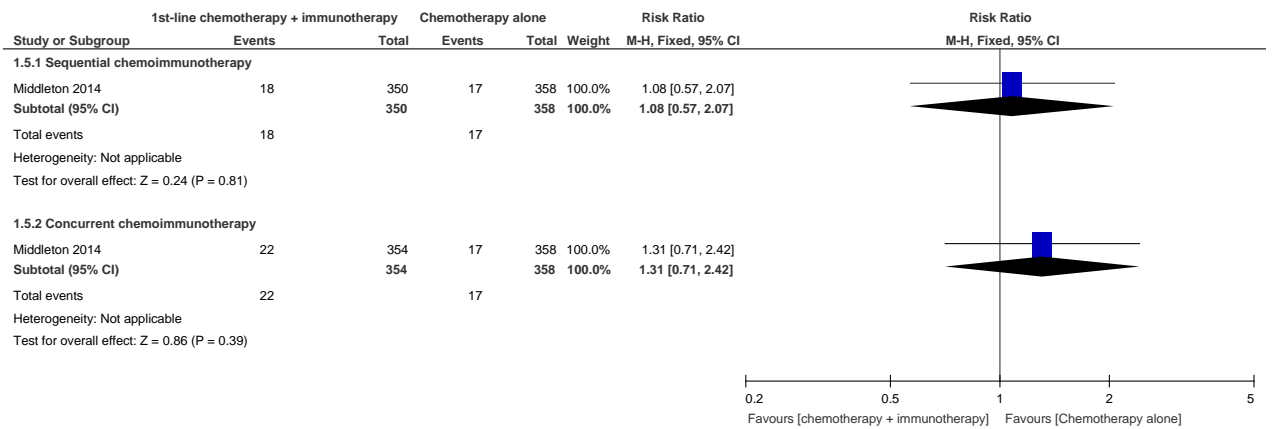 1st-line chemotherapy + immunotherapy Chemotherapy alone Risk Ratio Risk Ratio
Study or Subgroup Events Total Events Total Weight M-H, Fixed, 95% CI M-H, Fixed, 95% CI
1.5.1 Sequential chemoimmunotherapy
Middleton 2014 18 350 17 358 100.0% 1.08 [0.57, 2.07]
Subtotal (95% CI) 350 358 100.0% 1.08 [0.57, 2.07]
Total events 18 17
Heterogeneity: Not applicable
Test for overall effect: Z = 0.24 (P = 0.81)
1.5.2 Concurrent chemoimmunotherapy
Middleton 2014 22 354 17 358 100.0% 1.31 [0.71, 2.42]
Subtotal (95% CI) 354 358 100.0% 1.31 [0.71, 2.42]
Total events 22 17
Heterogeneity: Not applicable
Test for overall effect: Z = 0.86 (P = 0.39)
0.2 0.5 1 2 5
Favours [chemotherapy + immunotherapy] Favours [Chemotherapy alone]